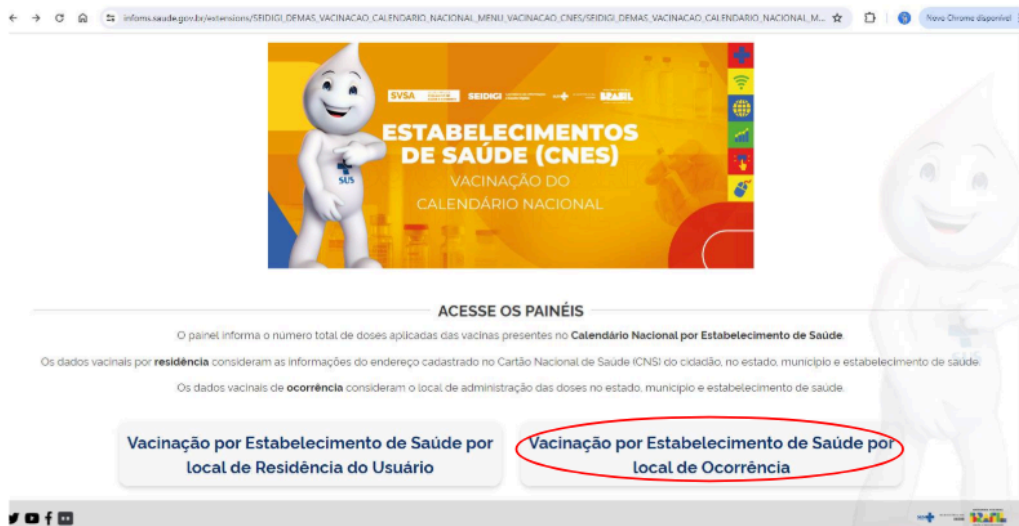 infoms.saude.gov.br/extensions/SEIDIGI_DEMAS_VACINACAO_CALENDARIO_NACIONAL_MENU_VACINACAO_CNES/SEIDIGI_DEMAS_VACINACAO_CALENDARIO_NACIONAL_M...
Novo Chrome disponível
SVSA
SEIDIGI
BRASIL
ESTABELECIMENTOS
DE SAÚDE (CNES)
VACINAÇÃO DO
CALENDÁRIO NACIONAL
SUS
ACESSE OS PAINÉIS
O painel informa o número total de doses aplicadas das vacinas presentes no Calendário Nacional por Estabelecimento de Saúde.
Os dados vacinais por residência consideram as informações do endereço cadastrado no Cartão Nacional de Saúde (CNS) do cidadão, no estado, município e estabelecimento de saúde.
SUS
Os dados vacinais de ocorrência consideram o local de administração das doses no estado, município e estabelecimento de saúde.
Vacinação por Estabelecimento de Saúde por
local de Residência do Usuário
Vacinação por Estabelecimento de Saúde por
local de Ocorrência